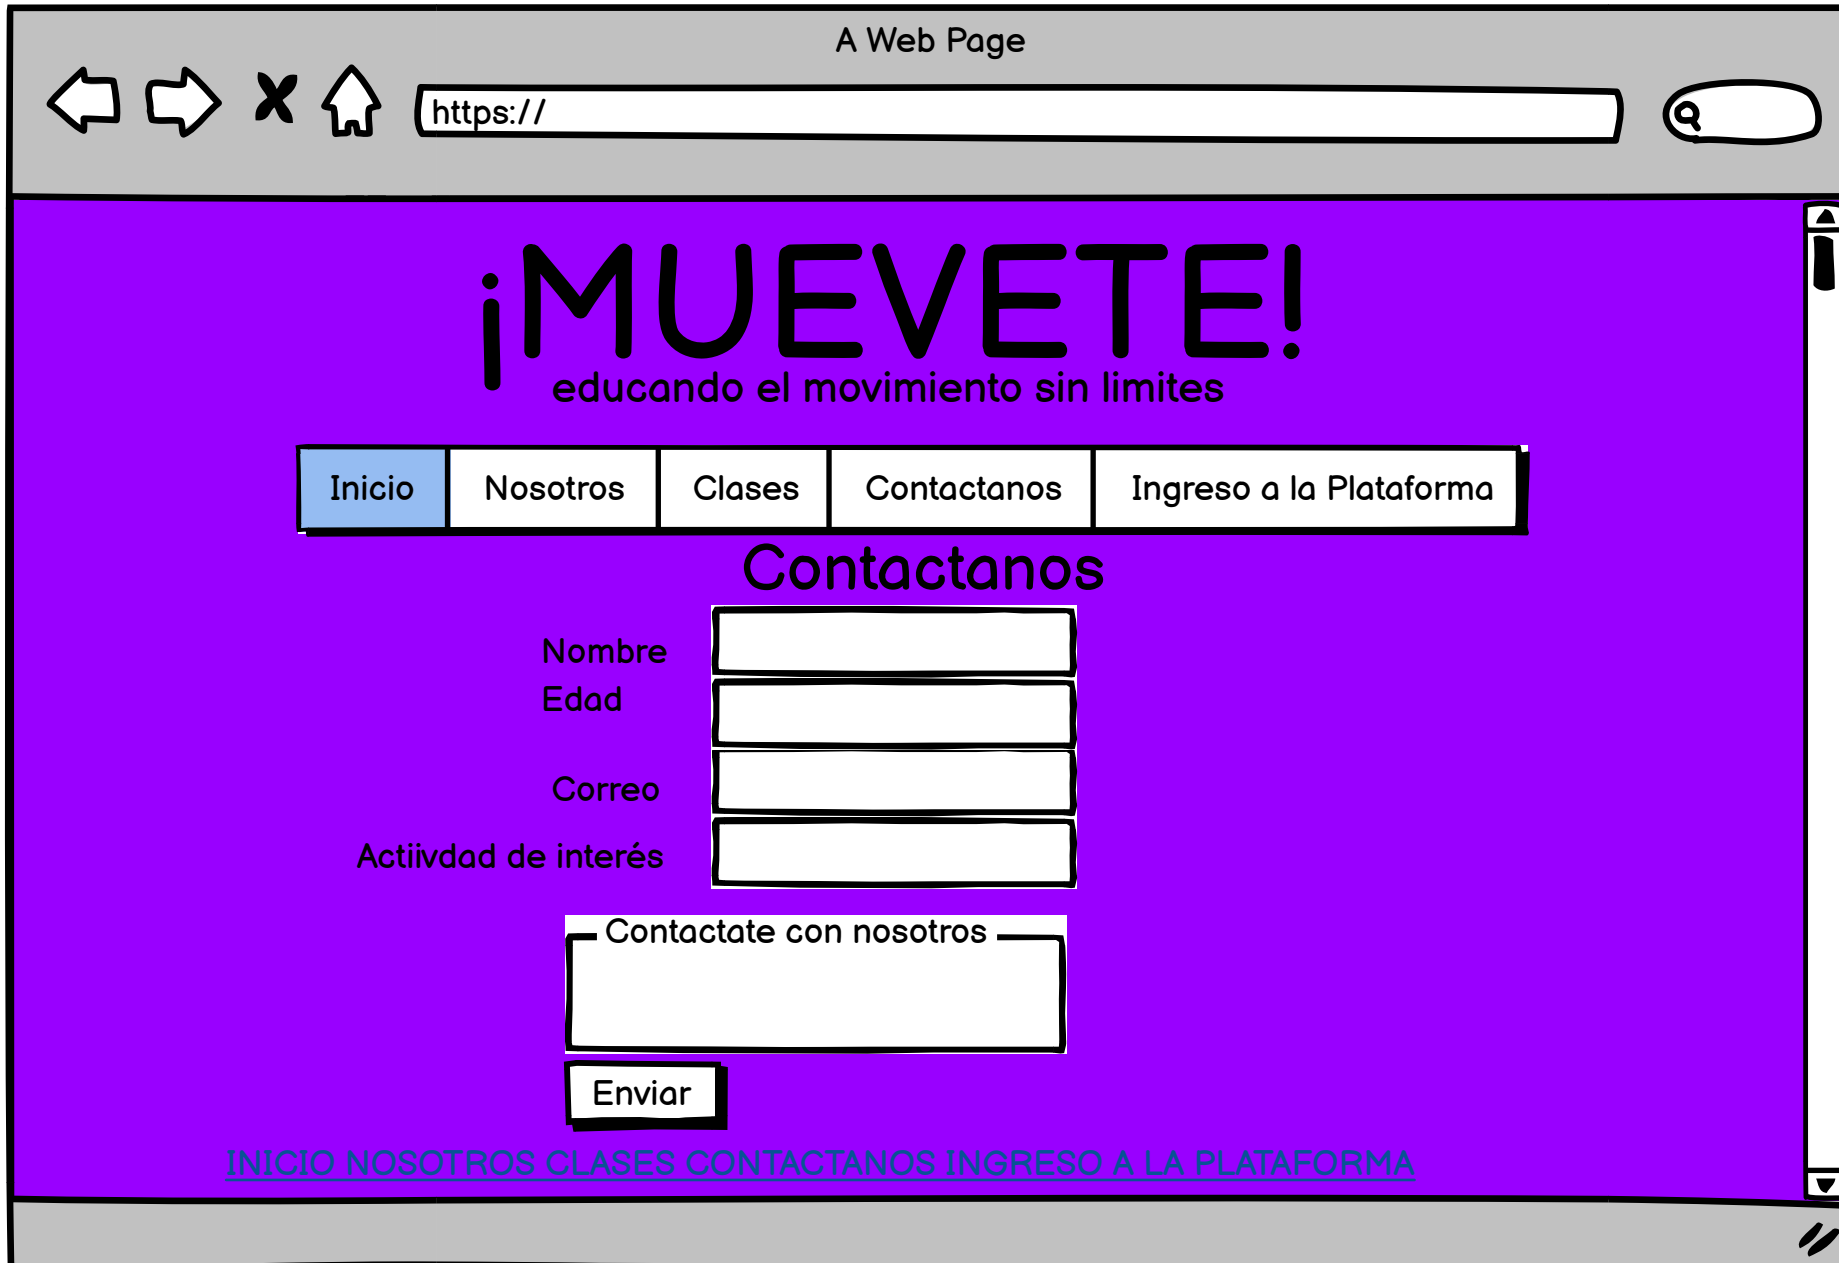 A Web Page
https://
¡MUEVETE!
educando el movimiento sin limites
Inicio Nosotros Clases Contactanos Ingreso a la Plataforma
Contactanos
Nombre
Edad
Correo
Actiivdad de interés
Contactate con nosotros
Enviar
INICIO NOSOTROS CLASES CONTACTANOS INGRESO A LA PLATAFORMA